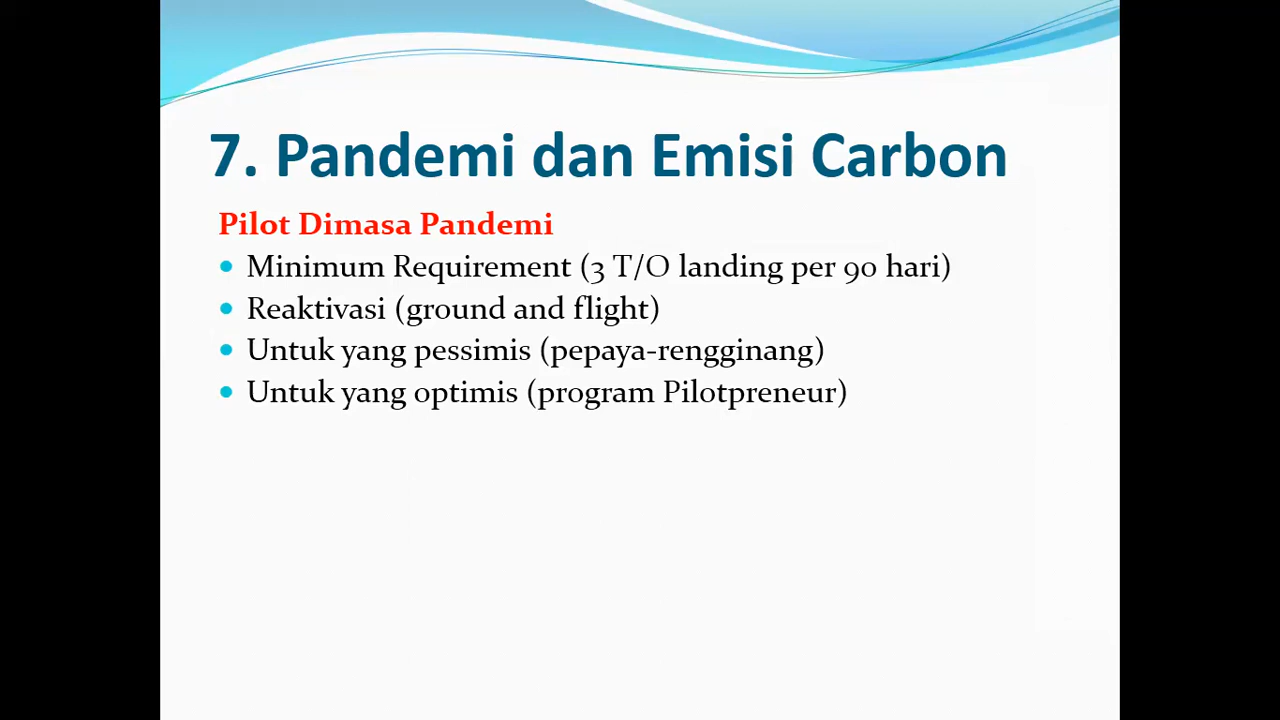 7. Pandemi dan Emisi Carbon
Pilot Dimasa Pandemi
• Minimum Requirement (3 T/O landing per 90 hari)
• Reaktivasi (ground and flight)
• Untuk yang pessimis (pepaya-rengginang)
• Untuk yang optimis (program Pilotpreneur)